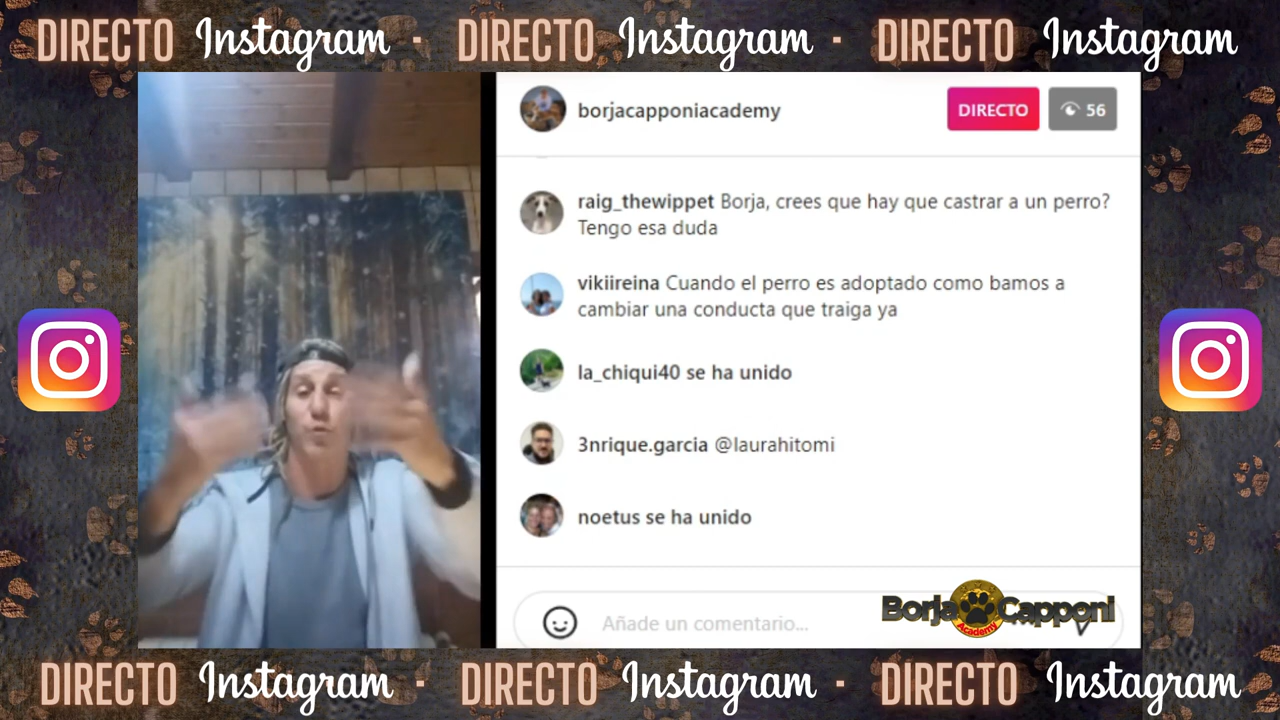 DIRECTO Instagram · DIRECTO Instagram · DIRECTO Instagram
borjacapponiacademy
DIRECTO
56
raig_thewippet Borja, crees que hay que castrar a un perro?
Tengo esa duda
vikiireina Cuando el perro es adoptado como bamos a
cambiar una conducta que traiga ya
la_chiqui40 se ha unido
3nrique.garcia @laurahitomi
noetus se ha unido
Añade un comentario...
Borja Capponi
Academy
DIRECTO Instagram · DIRECTO Instagram · DIRECTO Instagram